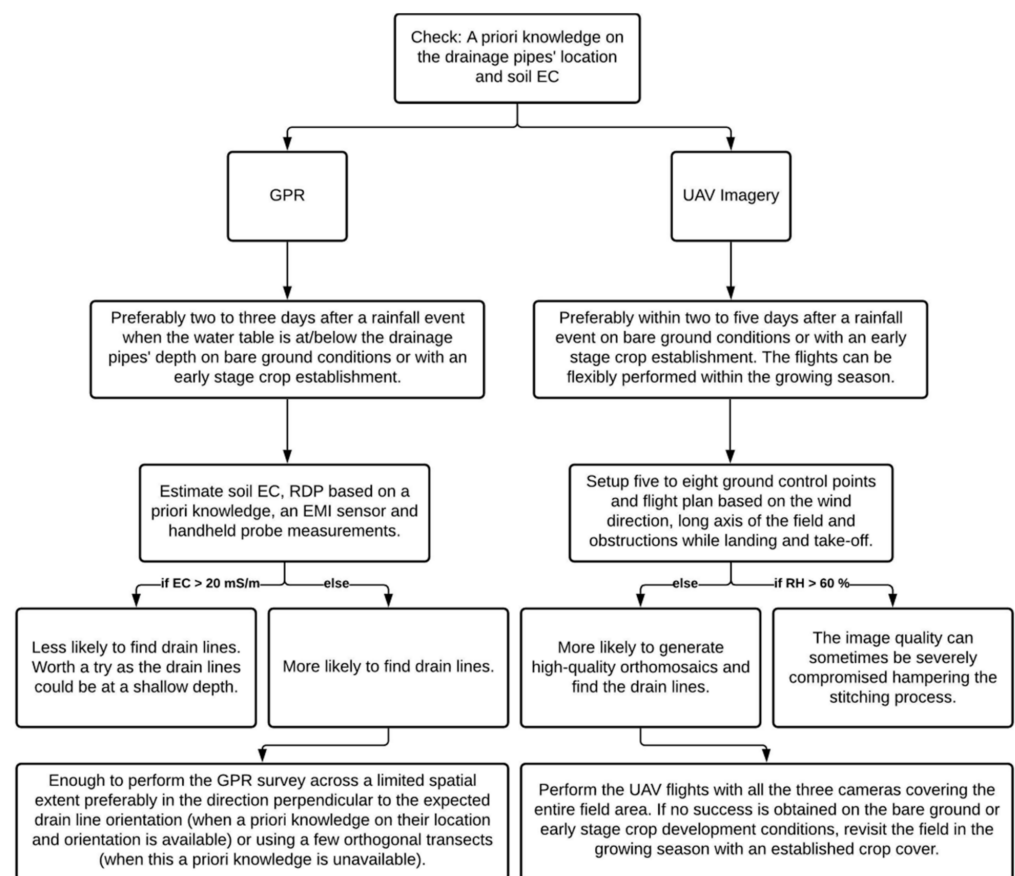 Check: A priori knowledge on
the drainage pipes' location
and soil EC
GPR
UAV Imagery
Preferably two to three days after a rainfall event
when the water table is at/below the drainage
pipes' depth on bare ground conditions or with an
early stage crop establishment.
Preferably within two to five days after a rainfall
event on bare ground conditions or with an early
stage crop establishment. The flights can be
flexibly performed within the growing season.
Estimate soil EC, RDP based on a
priori knowledge, an EMI sensor and
handheld probe measurements.
Setup five to eight ground control points
and flight plan based on the wind
direction, long axis of the field and
obstructions while landing and take-off.
if EC > 20 mS/m
else
else
if RH > 60 %
Less likely to find drain lines.
Worth a try as the drain lines
could be at a shallow depth.
More likely to find drain lines.
More likely to generate
high-quality orthomosaics and
find the drain lines.
The image quality can
sometimes be severely
compromised hampering the
stitching process.
Enough to perform the GPR survey across a limited spatial
extent preferably in the direction perpendicular to the expected
drain line orientation (when a priori knowledge on their location
and orientation is available) or using a few orthogonal transects
(when this a priori knowledge is unavailable).
Perform the UAV flights with all the three cameras covering the
entire field area. If no success is obtained on the bare ground or
early stage crop development conditions, revisit the field in the
growing season with an established crop cover.